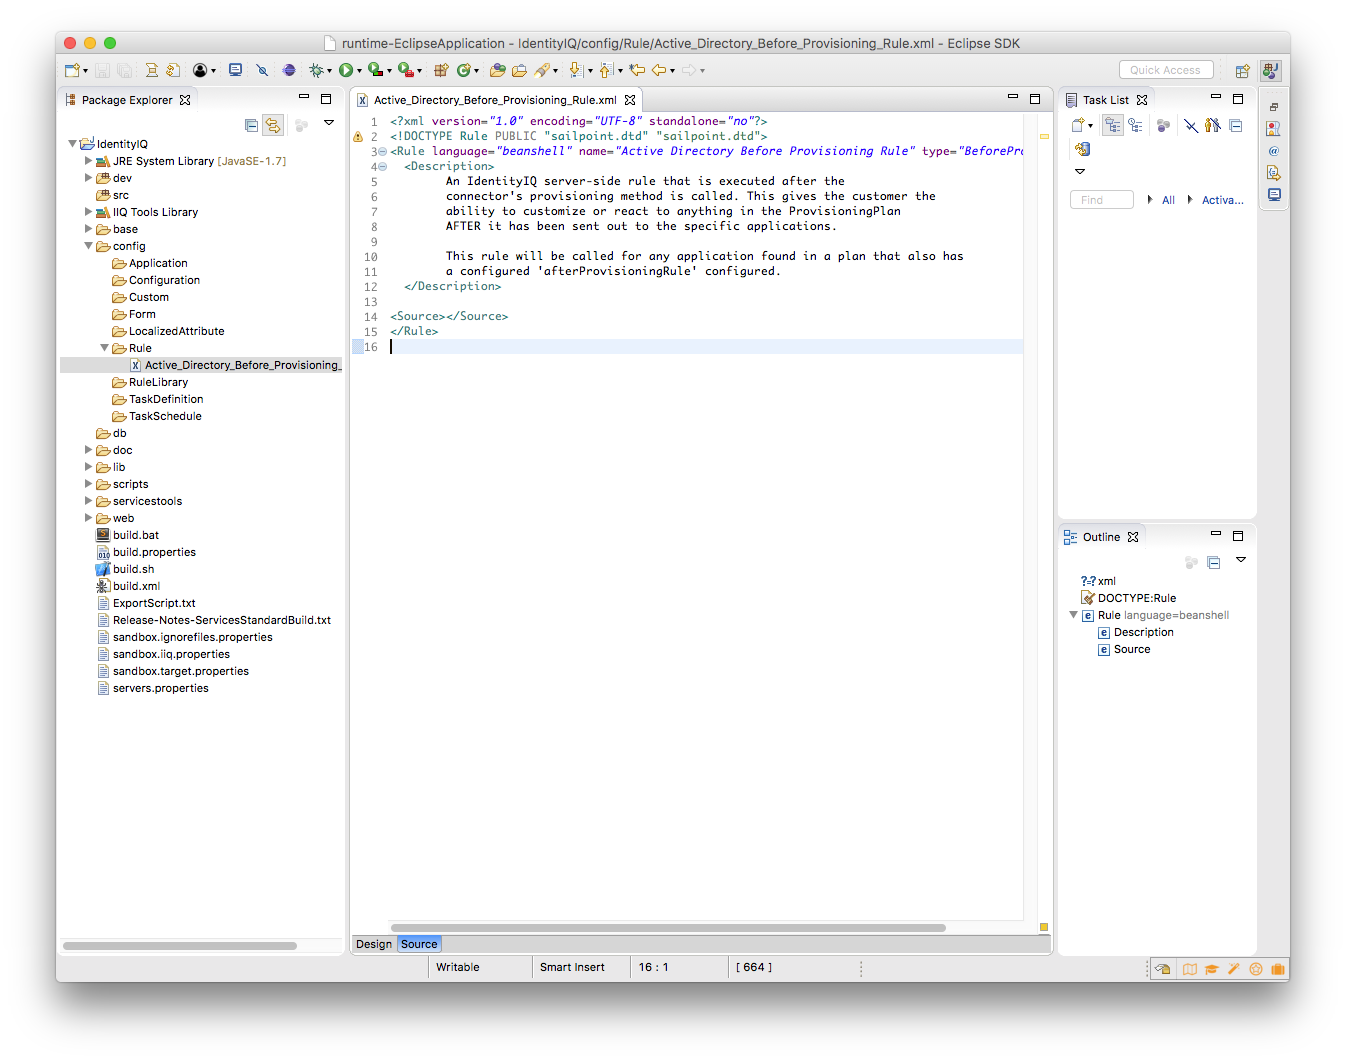 runtime-EclipseApplication - IdentityIQ/config/Rule/Active_Directory_Before_Provisioning_Rule.xml - Eclipse SDK
Quick Access
Package Explorer
IdentityIQ
JRE System Library [JavaSE-1.7]
dev
src
IIQ Tools Library
base
config
Application
Configuration
Custom
Form
LocalizedAttribute
Rule
Active_Directory_Before_Provisioning_
RuleLibrary
TaskDefinition
TaskSchedule
db
doc
lib
scripts
servicestools
web
build.bat
build.properties
build.sh
build.xml
ExportScript.txt
Release-Notes-ServicesStandardBuild.txt
sandbox.ignorefiles.properties
sandbox.iiq.properties
sandbox.target.properties
servers.properties
Active_Directory_Before_Provisioning_Rule.xml
1 <?xml version="1.0" encoding="UTF-8" standalone="no"?>
2 <!DOCTYPE Rule PUBLIC "sailpoint.dtd" "sailpoint.dtd">
3 <Rule language="beanshell" name="Active Directory Before Provisioning Rule" type="BeforePro
4 <Description>
5 An IdentityIQ server-side rule that is executed after the
6 connector's provisioning method is called. This gives the customer the
7 ability to customize or react to anything in the ProvisioningPlan
8 AFTER it has been sent out to the specific applications.
9
10 This rule will be called for any application found in a plan that also has
11 a configured 'afterProvisioningRule' configured.
12 </Description>
13
14 <Source></Source>
15 </Rule>
16
Design Source
Task List
Find All Activa...
Outline
?=? xml
DOCTYPE:Rule
e Rule language=beanshell
e Description
e Source
Writable Smart Insert 16 : 1 [ 664 ]